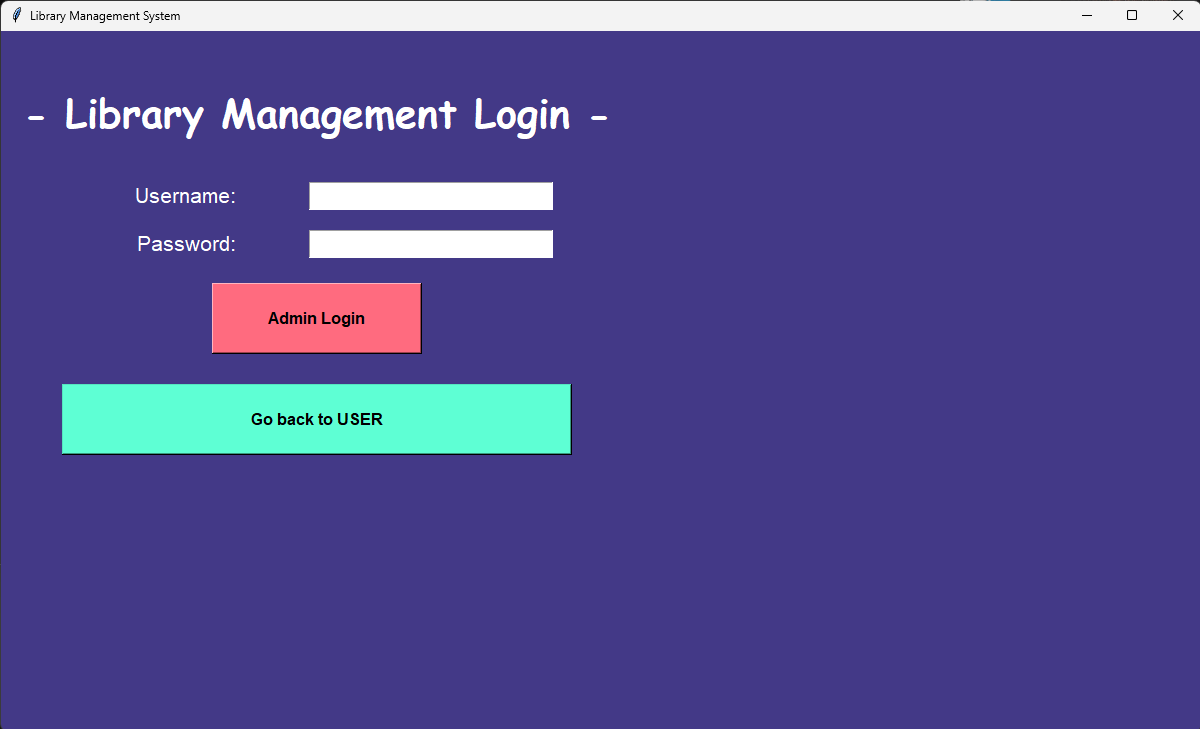 Library Management System
- Library Management Login -
Username:
Password:
Admin Login
Go back to USER